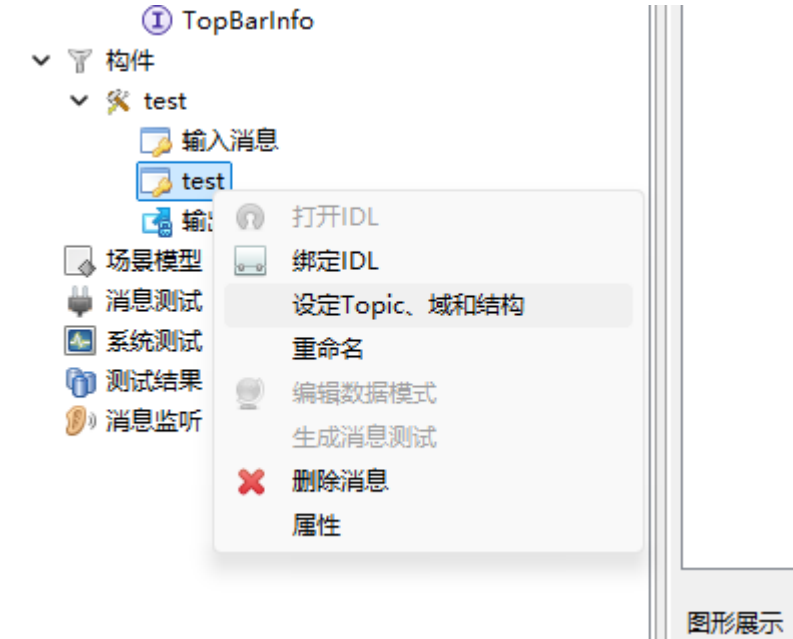 TopBarInfo
构件
test
输入消息
test
输
打开IDL
场景模型
绑定IDL
消息测试
设定Topic、域和结构
系统测试
重命名
测试结果
编辑数据模式
消息监听
生成消息测试
删除消息
属性
图形展示